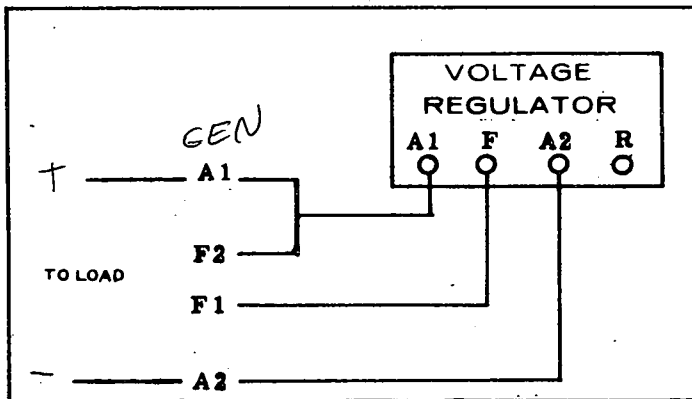 VOLTAGE
REGULATOR
A1 F A2 R
GEN
+ A1
F2
TO LOAD
F1
- A2